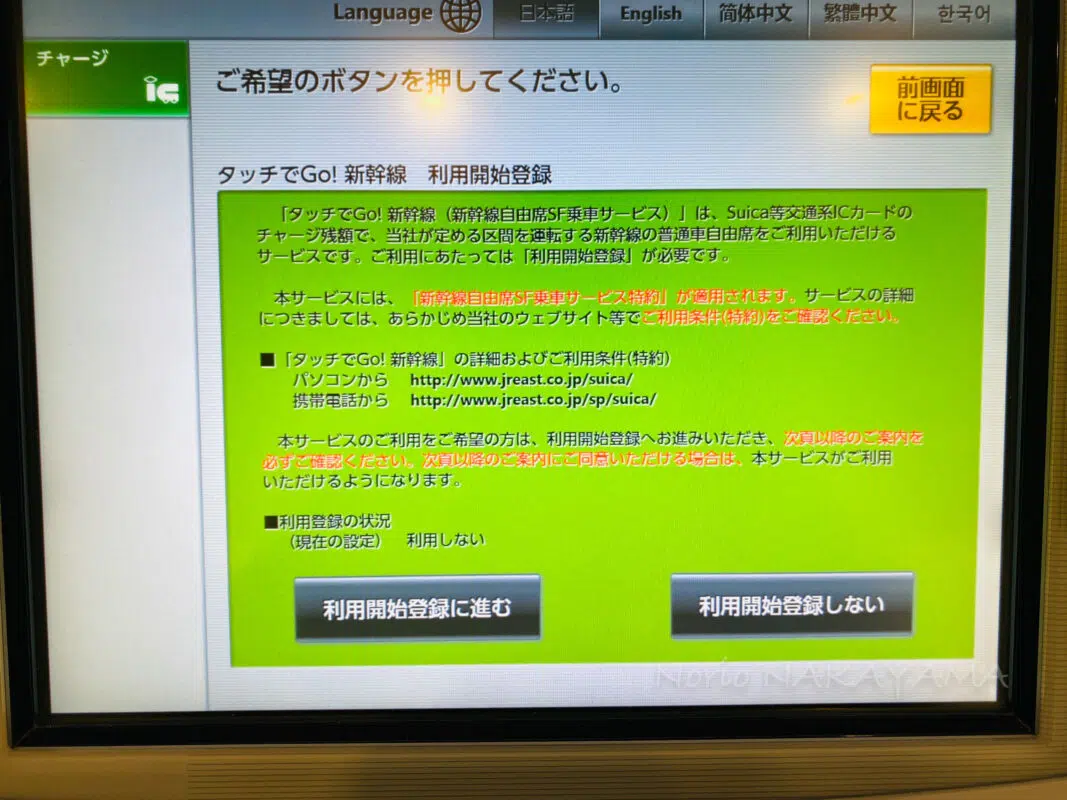 Language 日本語 English 简体中文 繁體中文 한국어
チャージ
ご希望のボタンを押してください。
前画面
に戻る
タッチでGo! 新幹線 利用開始登録
「タッチでGo! 新幹線（新幹線自由席SF乗車サービス）」は、Suica等交通系ICカードの
チャージ残額で、当社が定める区間を運転する新幹線の普通車自由席をご利用いただける
サービスです。ご利用にあたっては「利用開始登録」が必要です。
本サービスには、「新幹線自由席SF乗車サービス特約」が適用されます。サービスの詳細
につきましては、あらかじめ当社のウェブサイト等でご利用条件(特約)をご確認ください。
■「タッチでGo! 新幹線」の詳細およびご利用条件(特約)
パソコンから http://www.jreast.co.jp/suica/
携帯電話から http://www.jreast.co.jp/sp/suica/
本サービスのご利用をご希望の方は、利用開始登録へお進みいただき、次頁以降のご案内を
必ずご確認ください。次頁以降のご案内にご同意いただける場合は、本サービスがご利用
いただけるようになります。
■利用登録の状況
（現在の設定） 利用しない
利用開始登録に進む 利用開始登録しない
Norio NAKAYAMA